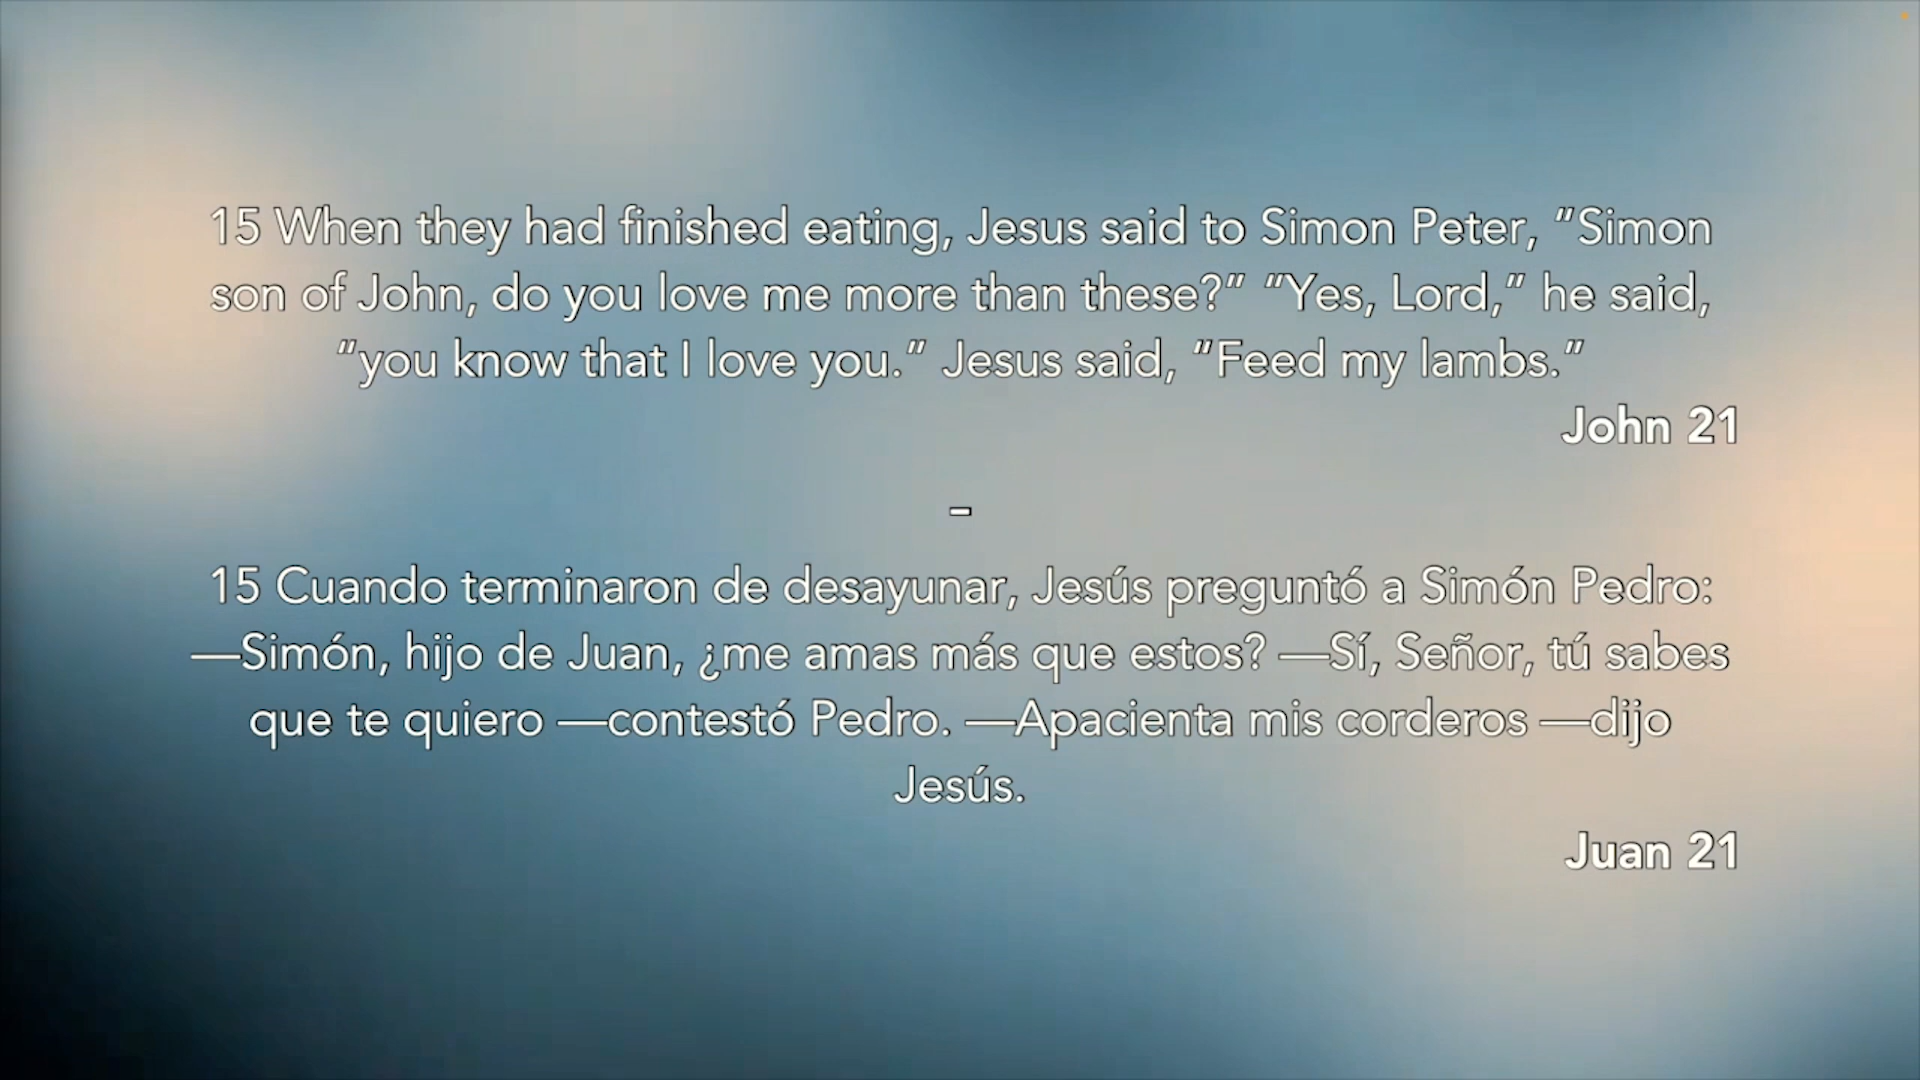 15 When they had finished eating, Jesus said to Simon Peter, “Simon
son of John, do you love me more than these?” “Yes, Lord,” he said,
“you know that I love you.” Jesus said, “Feed my lambs.”
John 21
–
15 Cuando terminaron de desayunar, Jesús preguntó a Simón Pedro:
—Simón, hijo de Juan, ¿me amas más que estos? —Sí, Señor, tú sabes
que te quiero —contestó Pedro. —Apacienta mis corderos —dijo
Jesús.
Juan 21